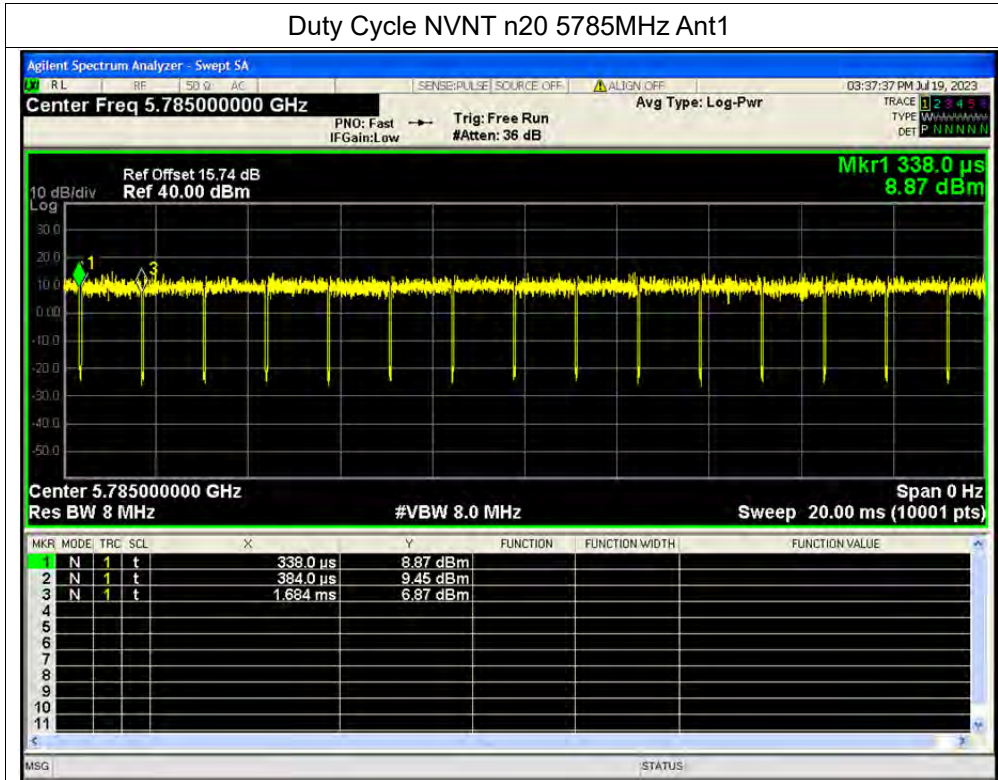 Duty Cycle NVNT n20 5785MHz Ant1
Agilent Spectrum Analyzer - Swept SA
RL RF 50 Ω AC SENSE:PULSE SOURCE OFF ALIGN OFF 03:37:37 PM Jul 19, 2023
Center Freq 5.785000000 GHz Avg Type: Log-Pwr TRACE 1 2 3 4 5 6
PNO: Fast Trig: Free Run TYPE W
IFGain:Low #Atten: 36 dB DET P N N N N N
Mkr1 338.0 µs
Ref Offset 15.74 dB
10 dB/div Ref 40.00 dBm 8.87 dBm
Log
30.0
20.0
1 3
10.0
0.00
-10.0
-20.0
-30.0
-40.0
-50.0
Center 5.785000000 GHz Span 0 Hz
Res BW 8 MHz #VBW 8.0 MHz Sweep 20.00 ms (10001 pts)
MKR MODE TRC SCL X Y FUNCTION FUNCTION WIDTH FUNCTION VALUE
1 N 1 t 338.0 µs 8.87 dBm
2 N 1 t 384.0 µs 9.45 dBm
3 N 1 t 1.684 ms 6.87 dBm
4
5
6
7
8
9
10
11
MSG STATUS